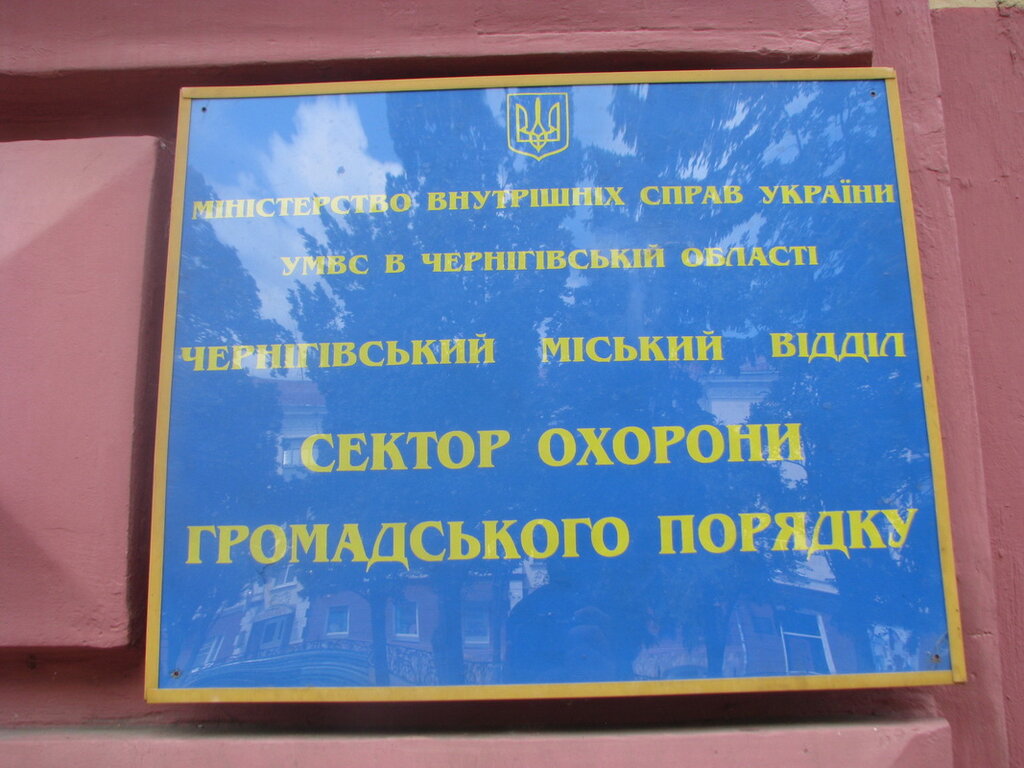 МІНІСТЕРСТВО ВНУТРІШНІХ СПРАВ УКРАЇНИ
УМВС В ЧЕРНІГІВСЬКІЙ ОБЛАСТІ
ЧЕРНІГІВСЬКИЙ МІСЬКИЙ ВІДДІЛ
СЕКТОР ОХОРОНИ
ГРОМАДСЬКОГО ПОРЯДКУ